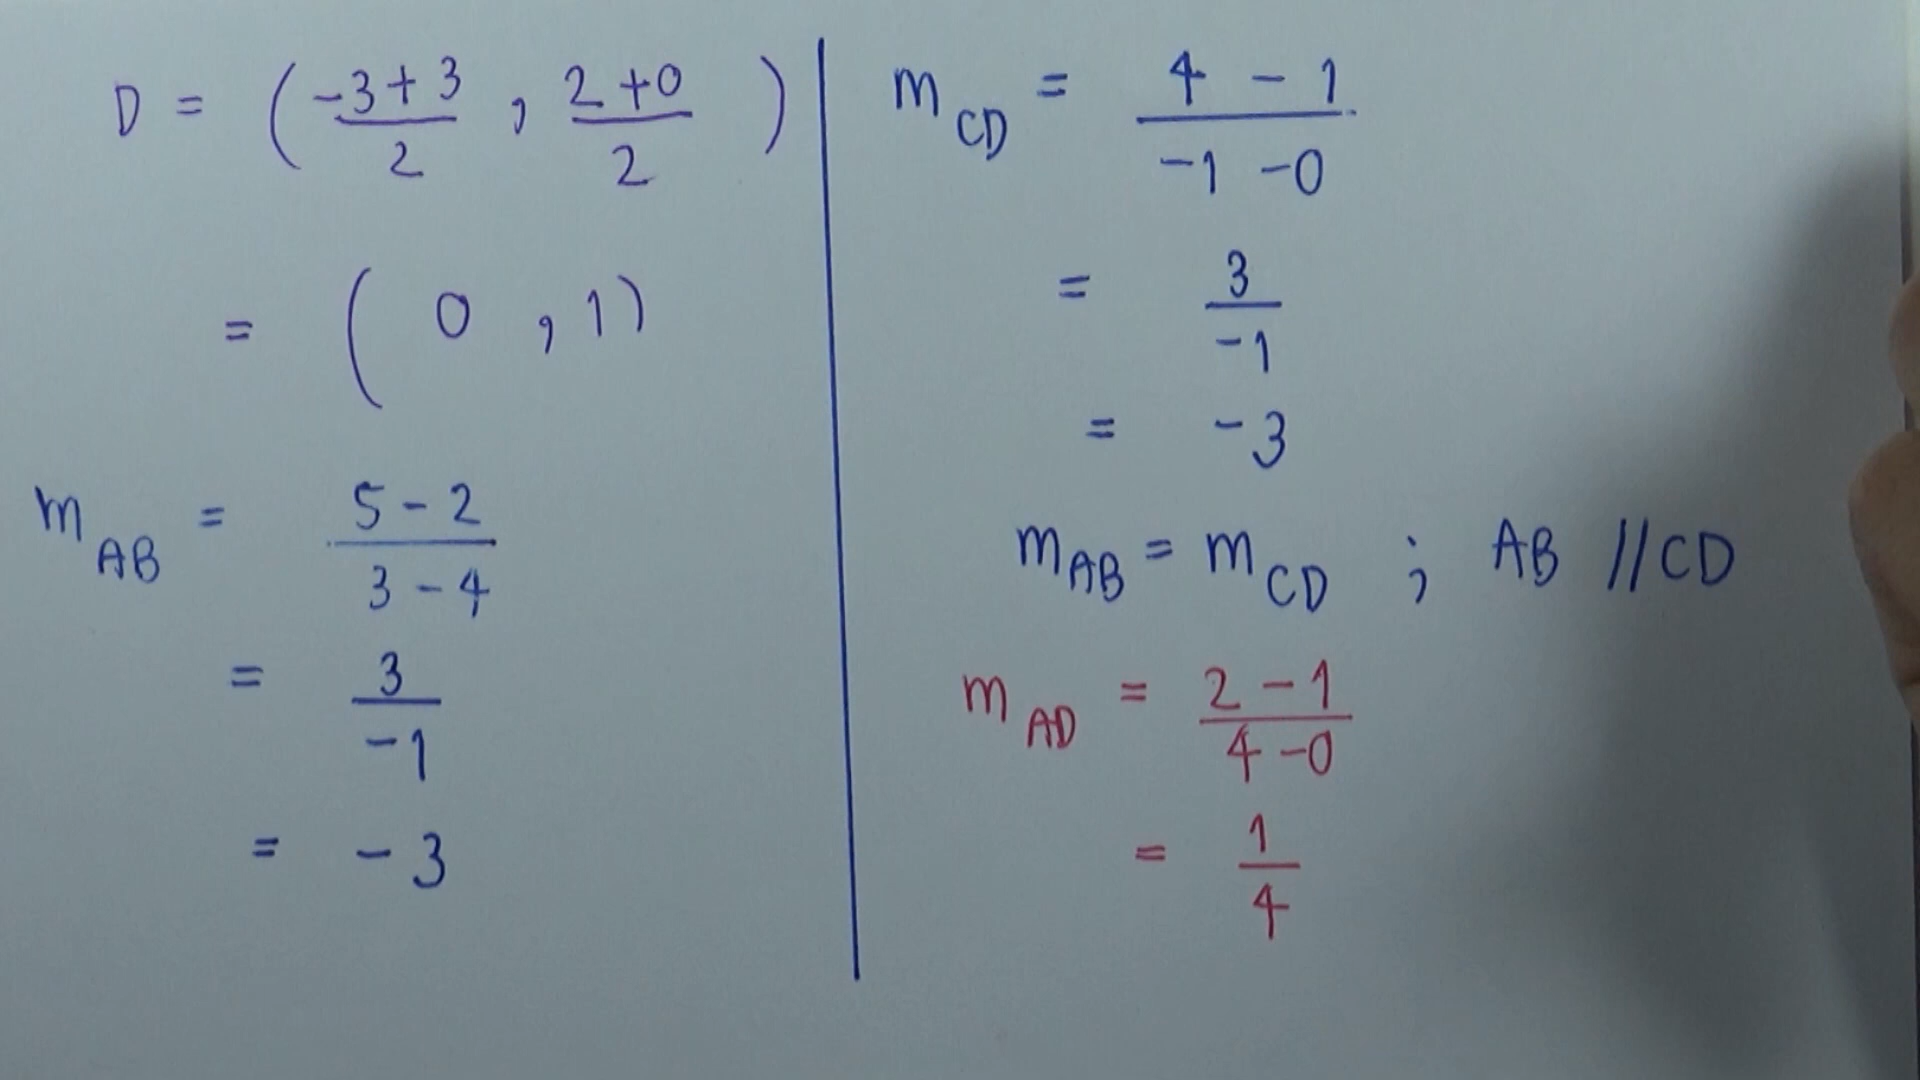 D = ( -3+3/2 , 2+0/2 )
= ( 0 , 1)
m AB = 5-2/3-4
= 3/-1
= -3
m CD = 4-1/-1-0
= 3/-1
= -3
m AB = m CD ; AB // CD
m AD = 2-1/4-0
= 1/4